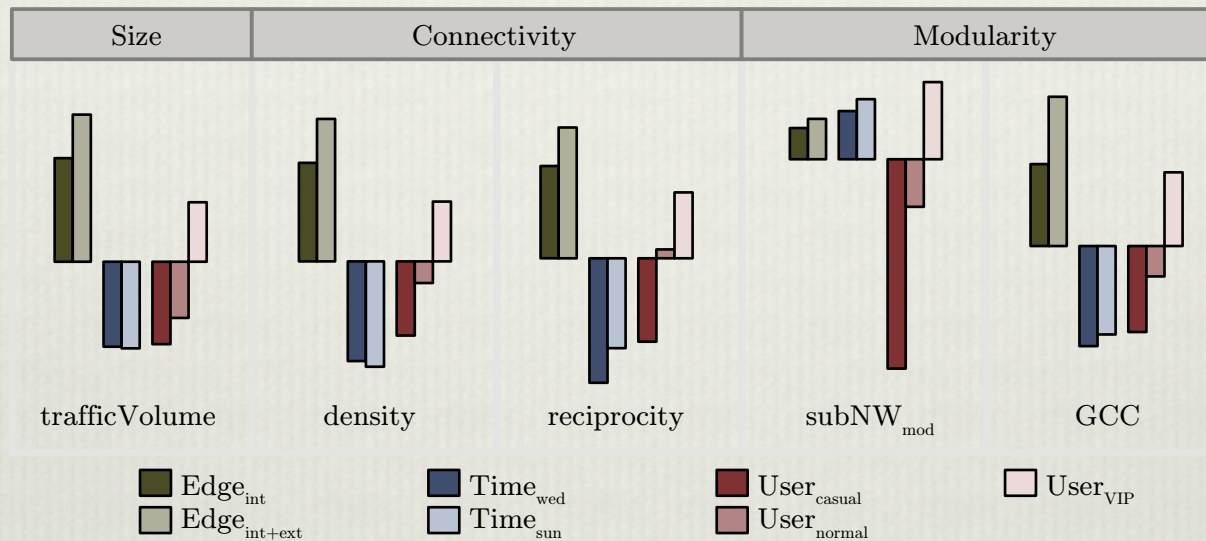 Size Connectivity Modularity
trafficVolume density reciprocity subNW_mod GCC
Edge_int Time_wed User_casual User_VIP
Edge_int+ext Time_sun User_normal